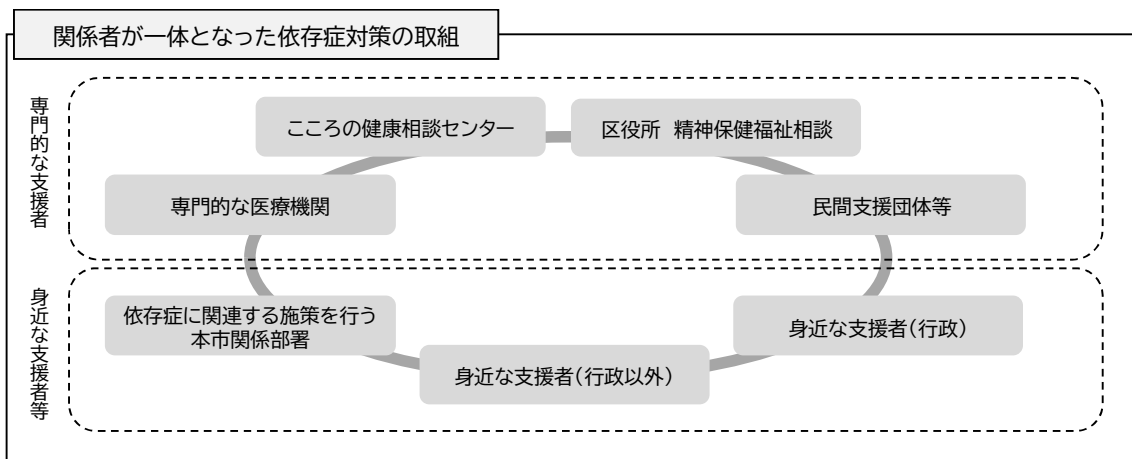 関係者が一体となった依存症対策の取組
専門的な支援者
こころの健康相談センター
区役所 精神保健福祉相談
専門的な医療機関
民間支援団体等
身近な支援者等
依存症に関連する施策を行う
本市関係部署
身近な支援者(行政)
身近な支援者(行政以外)